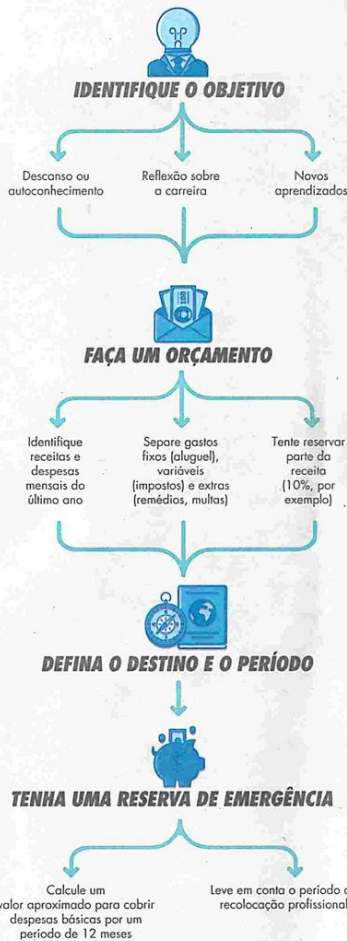 IDENTIFIQUE O OBJETIVO
Descanso ou
autoconhecimento
Reflexão sobre
a carreira
Novos
aprendizados
100
FAÇA UM ORÇAMENTO
Identifique
receitas e
despesas
mensais do
último ano
Separe gastos
fixos (aluguel),
variáveis
(impostos) e extras
(remédios, multas)
Tente reservar
parte da
receita
(10%, por
exemplo)
DEFINA O DESTINO E O PERÍODO
TENHA UMA RESERVA DE EMERGÊNCIA
Calcule um
valor aproximado para cobrir
despesas básicas por um
período de 12 meses
Leve em conta o período
recolocação profissional